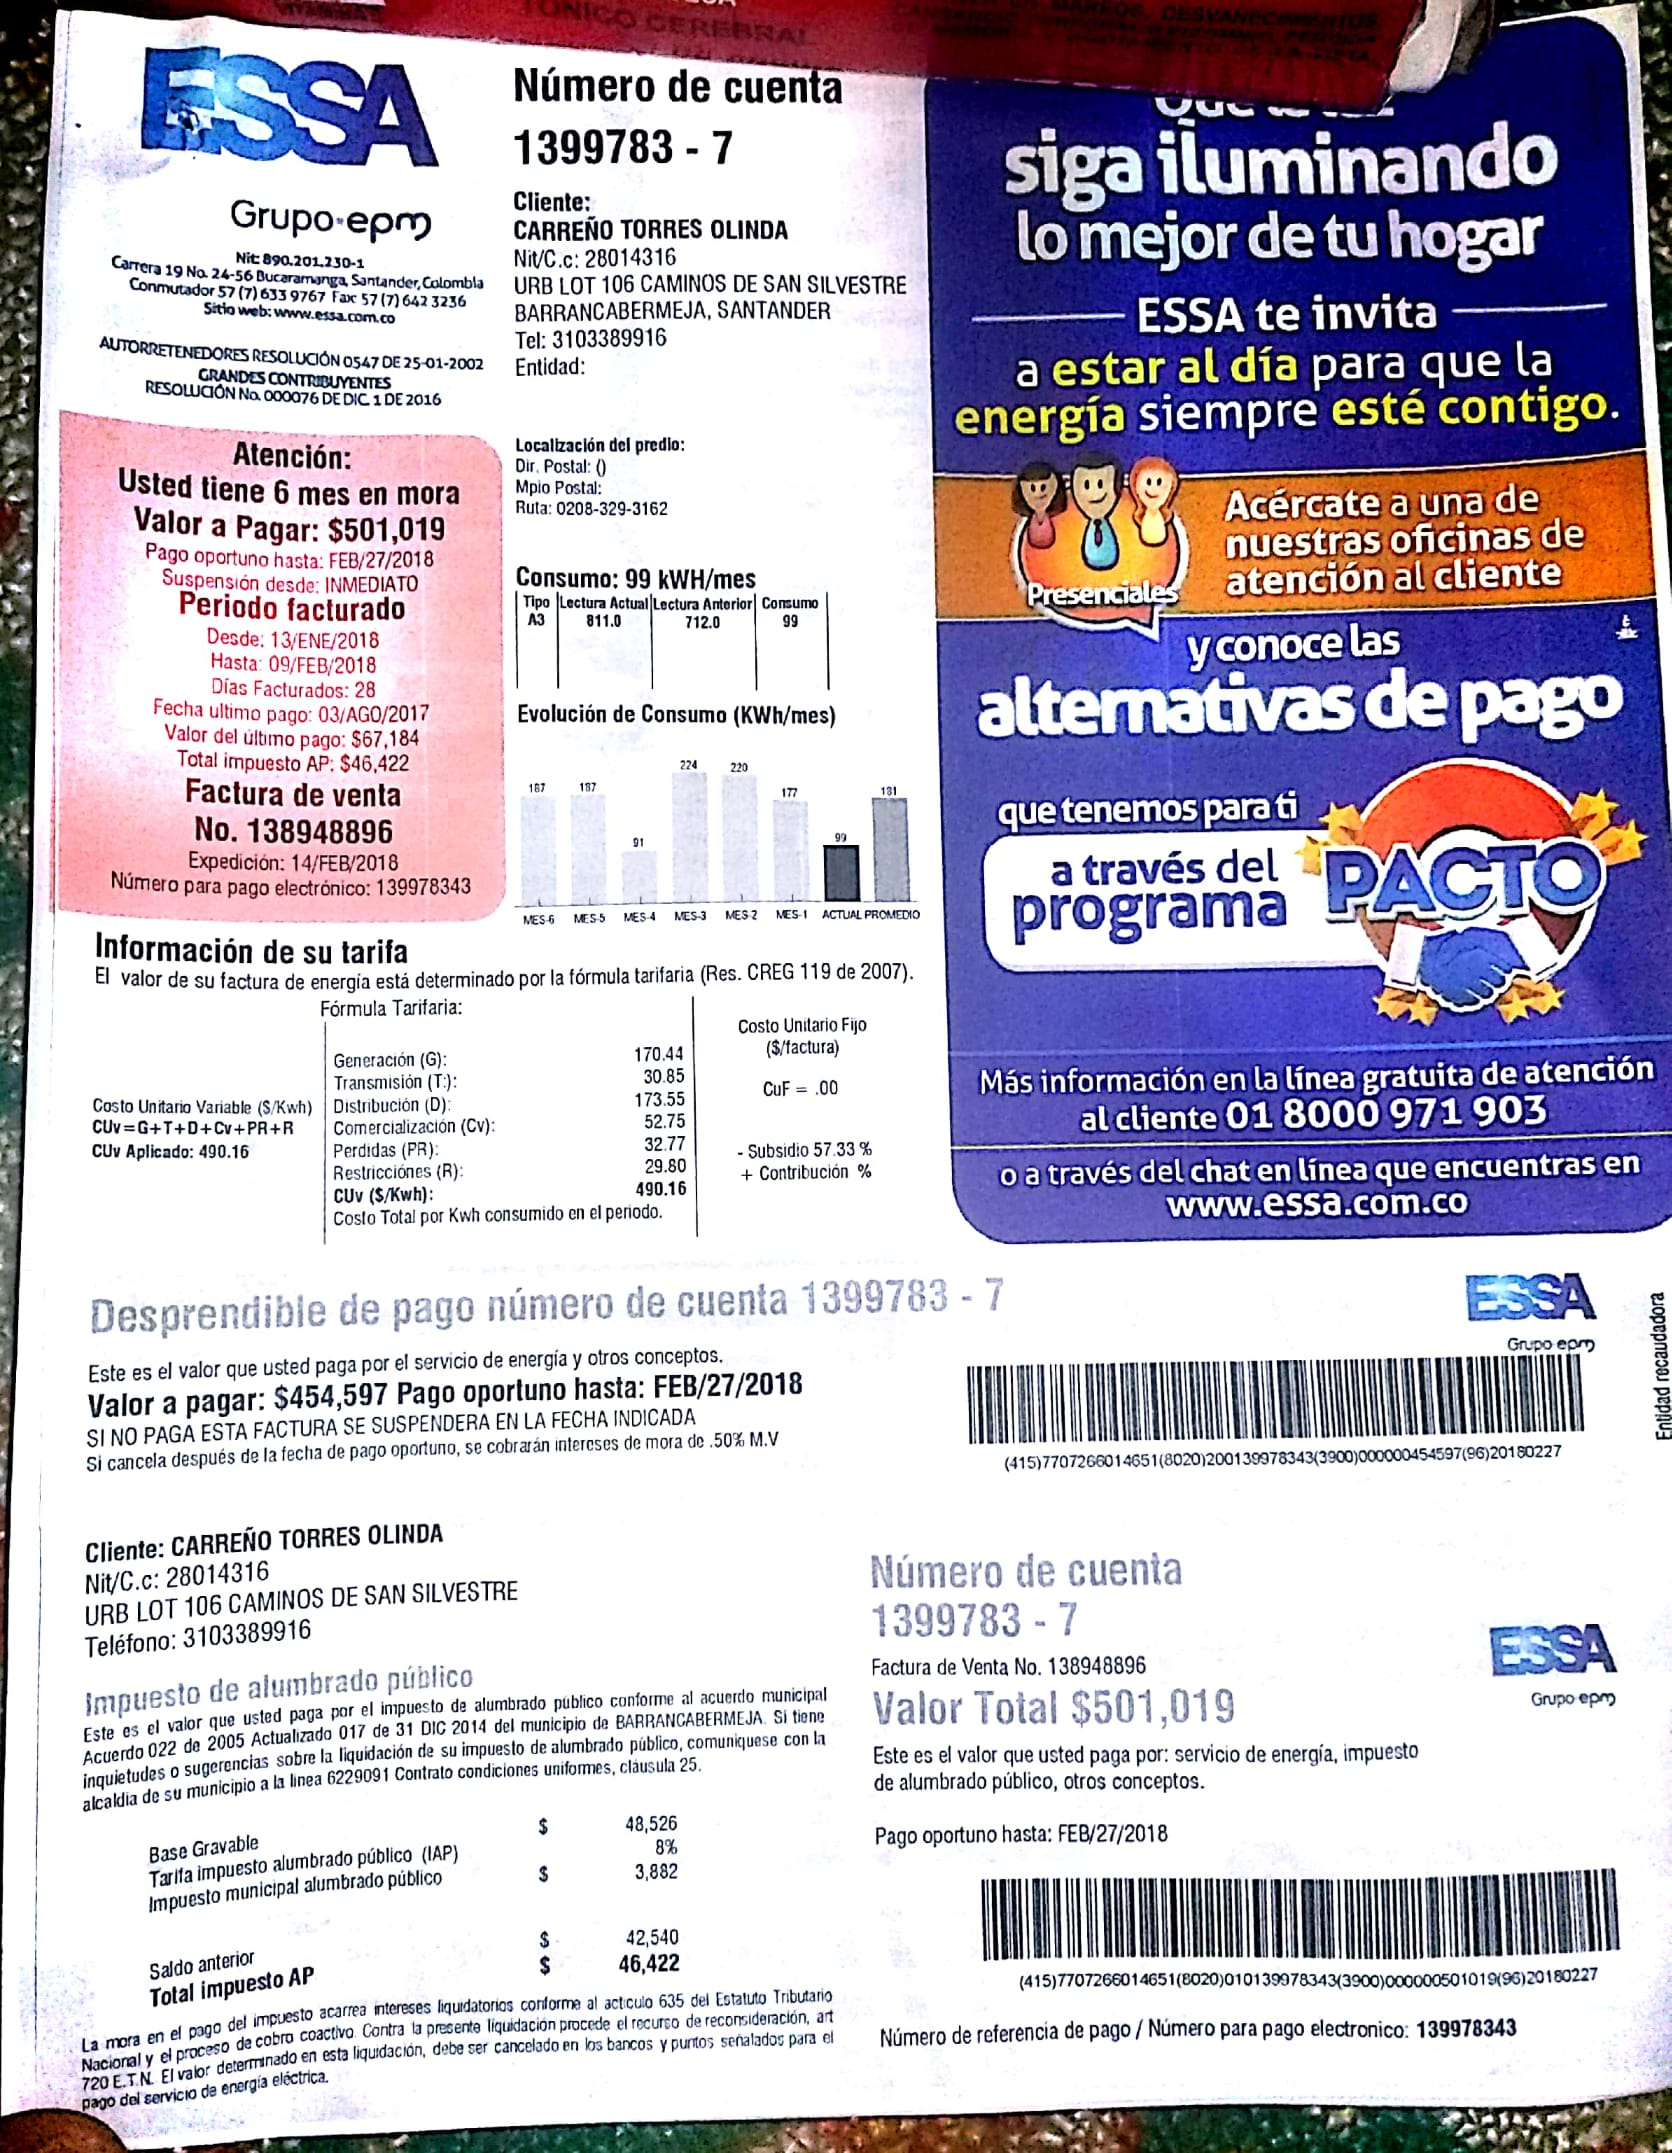 TONICO CEREBRAL
ESSA
Grupo·epm
Nit: 890.201.230-1
Carrera 19 No. 24-56 Bucaramanga, Santander, Colombia
Conmutador 57 (7) 633 9767 Fax: 57 (7) 642 3236
Sitio web: www.essa.com.co
AUTORRETENEDORES RESOLUCIÓN 0547 DE 25-01-2002
GRANDES CONTRIBUYENTES
RESOLUCIÓN No. 000076 DE DIC. 1 DE 2016
Número de cuenta
1399783 - 7
Cliente:
CARREÑO TORRES OLINDA
Nit/C.c: 28014316
URB LOT 106 CAMINOS DE SAN SILVESTRE
BARRANCABERMEJA, SANTANDER
Tel: 3103389916
Entidad:
Atención:
Usted tiene 6 mes en mora
Valor a Pagar: $501,019
Pago oportuno hasta: FEB/27/2018
Suspensión desde: INMEDIATO
Periodo facturado
Desde: 13/ENE/2018
Hasta: 09/FEB/2018
Días Facturados: 28
Fecha ultimo pago: 03/AGO/2017
Valor del último pago: $67,184
Total impuesto AP: $46,422
Factura de venta
No. 138948896
Expedición: 14/FEB/2018
Número para pago electrónico: 139978343
Localización del predio:
Dir. Postal: ()
Mpio Postal:
Ruta: 0208-329-3162
Consumo: 99 kWH/mes
Tipo Lectura Actual Lectura Anterior Consumo
A3 811.0 712.0 99
Evolución de Consumo (KWh/mes)
187 187 91 224 220 177 99 181
MES-6 MES-5 MES-4 MES-3 MES-2 MES-1 ACTUAL PROMEDIO
siga iluminando
lo mejor de tu hogar
ESSA te invita
a estar al día para que la
energía siempre esté contigo.
Presenciales
Acércate a una de
nuestras oficinas de
atención al cliente
y conoce las
alternativas de pago
que tenemos para ti
a través del
programa
PACTO
Más información en la línea gratuita de atención
al cliente 01 8000 971 903
o a través del chat en línea que encuentras en
www.essa.com.co
Información de su tarifa
El valor de su factura de energía está determinado por la fórmula tarifaria (Res. CREG 119 de 2007).
Fórmula Tarifaria:
Costo Unitario Variable ($/Kwh)
CUv=G+T+D+Cv+PR+R
CUv Aplicado: 490.16
Generación (G): 170.44
Transmisión (T:): 30.85
Distribución (D): 173.55
Comercialización (Cv): 52.75
Perdidas (PR): 32.77
Restricciónes (R): 29.80
CUv ($/Kwh): 490.16
Costo Total por Kwh consumido en el periodo.
Costo Unitario Fijo
($/factura)
CuF = .00
- Subsidio 57.33 %
+ Contribución %
Desprendible de pago número de cuenta 1399783 - 7
Este es el valor que usted paga por el servicio de energía y otros conceptos.
Valor a pagar: $454,597 Pago oportuno hasta: FEB/27/2018
SI NO PAGA ESTA FACTURA SE SUSPENDERA EN LA FECHA INDICADA
Si cancela después de la fecha de pago oportuno, se cobrarán intereses de mora de .50% M.V
ESSA
Grupo epm
(415)7707266014651(8020)200139978343(3900)000000454597(96)20180227
Entidad recaudadora
Cliente: CARREÑO TORRES OLINDA
Nit/C.c: 28014316
URB LOT 106 CAMINOS DE SAN SILVESTRE
Teléfono: 3103389916
Impuesto de alumbrado público
Este es el valor que usted paga por el impuesto de alumbrado público conforme al acuerdo municipal
Acuerdo 022 de 2005 Actualizado 017 de 31 DIC 2014 del municipio de BARRANCABERMEJA. Si tiene
inquietudes o sugerencias sobre la liquidación de su impuesto de alumbrado público, comuniquese con la
alcaldia de su municipio a la linea 6229091 Contrato condiciones uniformes, cláusula 25.
Base Gravable $ 48,526
Tarifa impuesto alumbrado público (IAP) 8%
Impuesto municipal alumbrado público $ 3,882
Saldo anterior $ 42,540
Total impuesto AP $ 46,422
La mora en el pago del impuesto acarrea intereses liquidatorios conforme al acticulo 635 del Estatuto Tributario
Nacional y el proceso de cobro coactivo. Contra la presente liquidación procede el recurso de reconsideración, art
720 E.T.N. El valor determinado en esta liquidación, debe ser cancelado en los bancos y puntos señalados para el
pago del servicio de energía eléctrica.
Número de cuenta
1399783 - 7
Factura de Venta No. 138948896
Valor Total $501,019
Este es el valor que usted paga por: servicio de energía, impuesto
de alumbrado público, otros conceptos.
Pago oportuno hasta: FEB/27/2018
ESSA
Grupo epm
(415)7707266014651(8020)010139978343(3900)000000501019(96)20180227
Número de referencia de pago / Número para pago electronico: 139978343